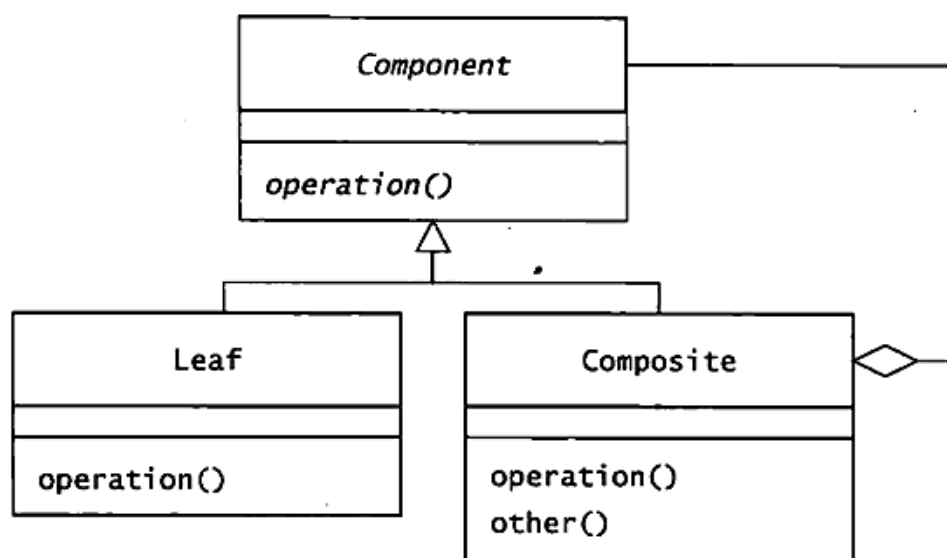 Component
operation()
Leaf
Composite
operation()
operation()
other()